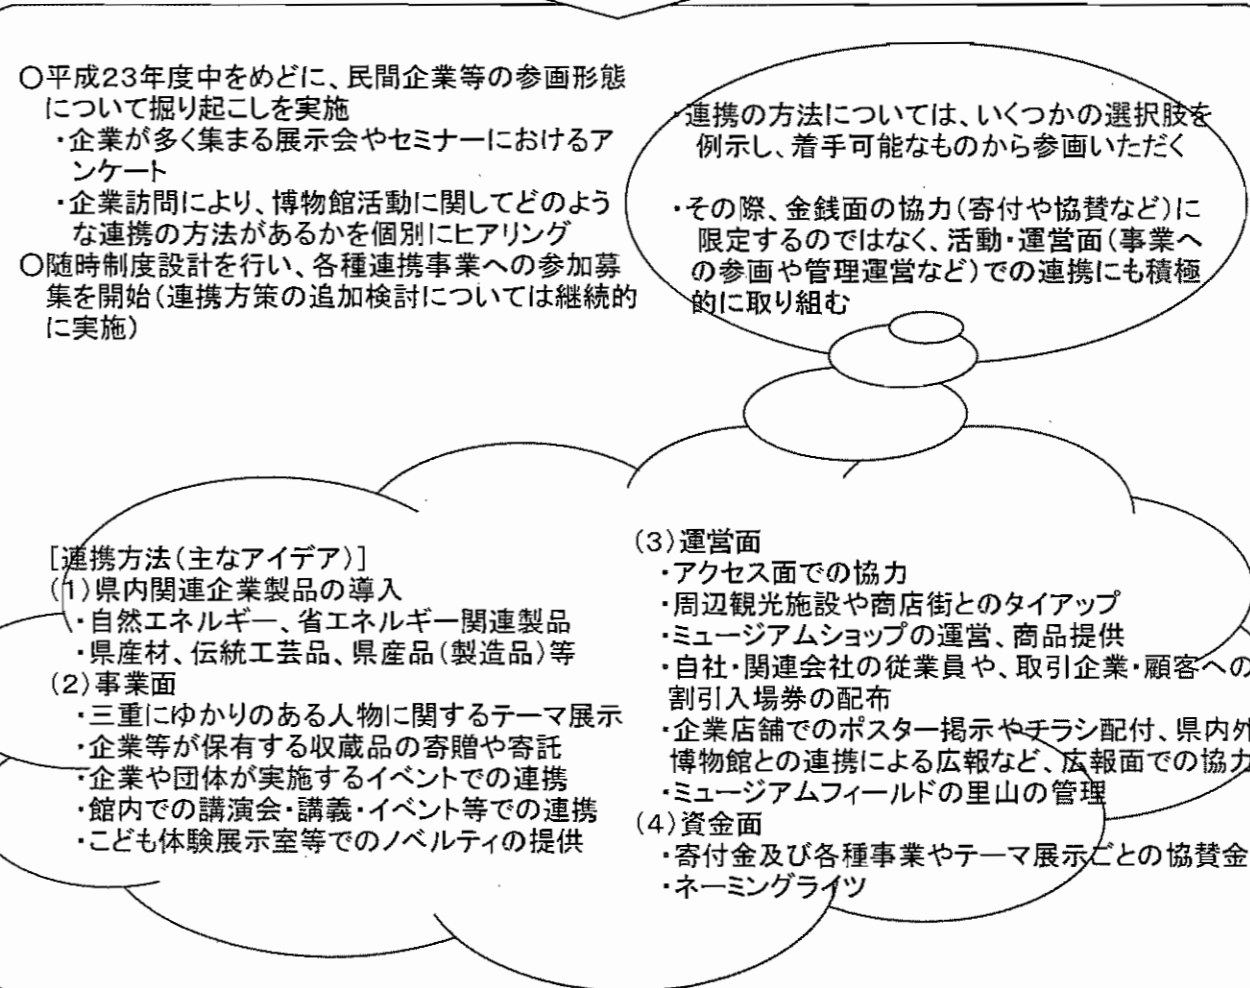 ○平成23年度中をめどに、民間企業等の参画形態
について掘り起こしを実施
・企業が多く集まる展示会やセミナーにおけるア
ンケート
・企業訪問により、博物館活動に関してどのよう
な連携の方法があるかを個別にヒアリング
○随時制度設計を行い、各種連携事業への参加募
集を開始(連携方策の追加検討については継続的
に実施)
・連携の方法については、いくつかの選択肢を
例示し、着手可能なものから参画いただく
・その際、金銭面の協力(寄付や協賛など)に
限定するのではなく、活動・運営面(事業へ
の参画や管理運営など)での連携にも積極
的に取り組む
[連携方法(主なアイデア)]
(1)県内関連企業製品の導入
・自然エネルギー、省エネルギー関連製品
・県産材、伝統工芸品、県産品(製造品)等
(2)事業面
・三重にゆかりのある人物に関するテーマ展示
・企業等が保有する収蔵品の寄贈や寄託
・企業や団体が実施するイベントでの連携
・館内での講演会・講義・イベント等での連携
・こども体験展示室等でのノベルティの提供
(3)運営面
・アクセス面での協力
・周辺観光施設や商店街とのタイアップ
・ミュージアムショップの運営、商品提供
・自社・関連会社の従業員や、取引企業・顧客への
割引入場券の配布
・企業店舗でのポスター掲示やチラシ配付、県内外
博物館との連携による広報など、広報面での協力
・ミュージアムフィールドの里山の管理
(4)資金面
・寄付金及び各種事業やテーマ展示ごとの協賛金
・ネーミングライツ